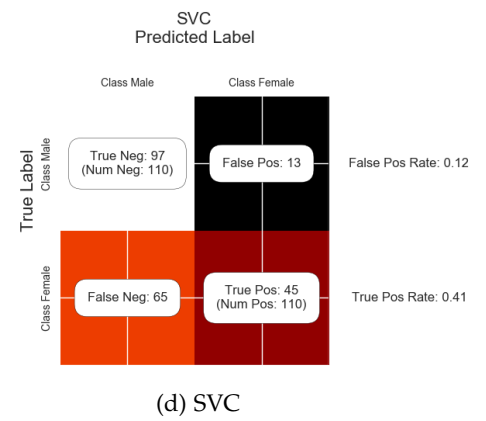 SVC
Predicted Label
Class Male
Class Female
True Label
Class Male
True Neg: 97
(Num Neg: 110)
False Pos: 13
False Pos Rate: 0.12
Class Female
False Neg: 65
True Pos: 45
(Num Pos: 110)
True Pos Rate: 0.41
(d) SVC